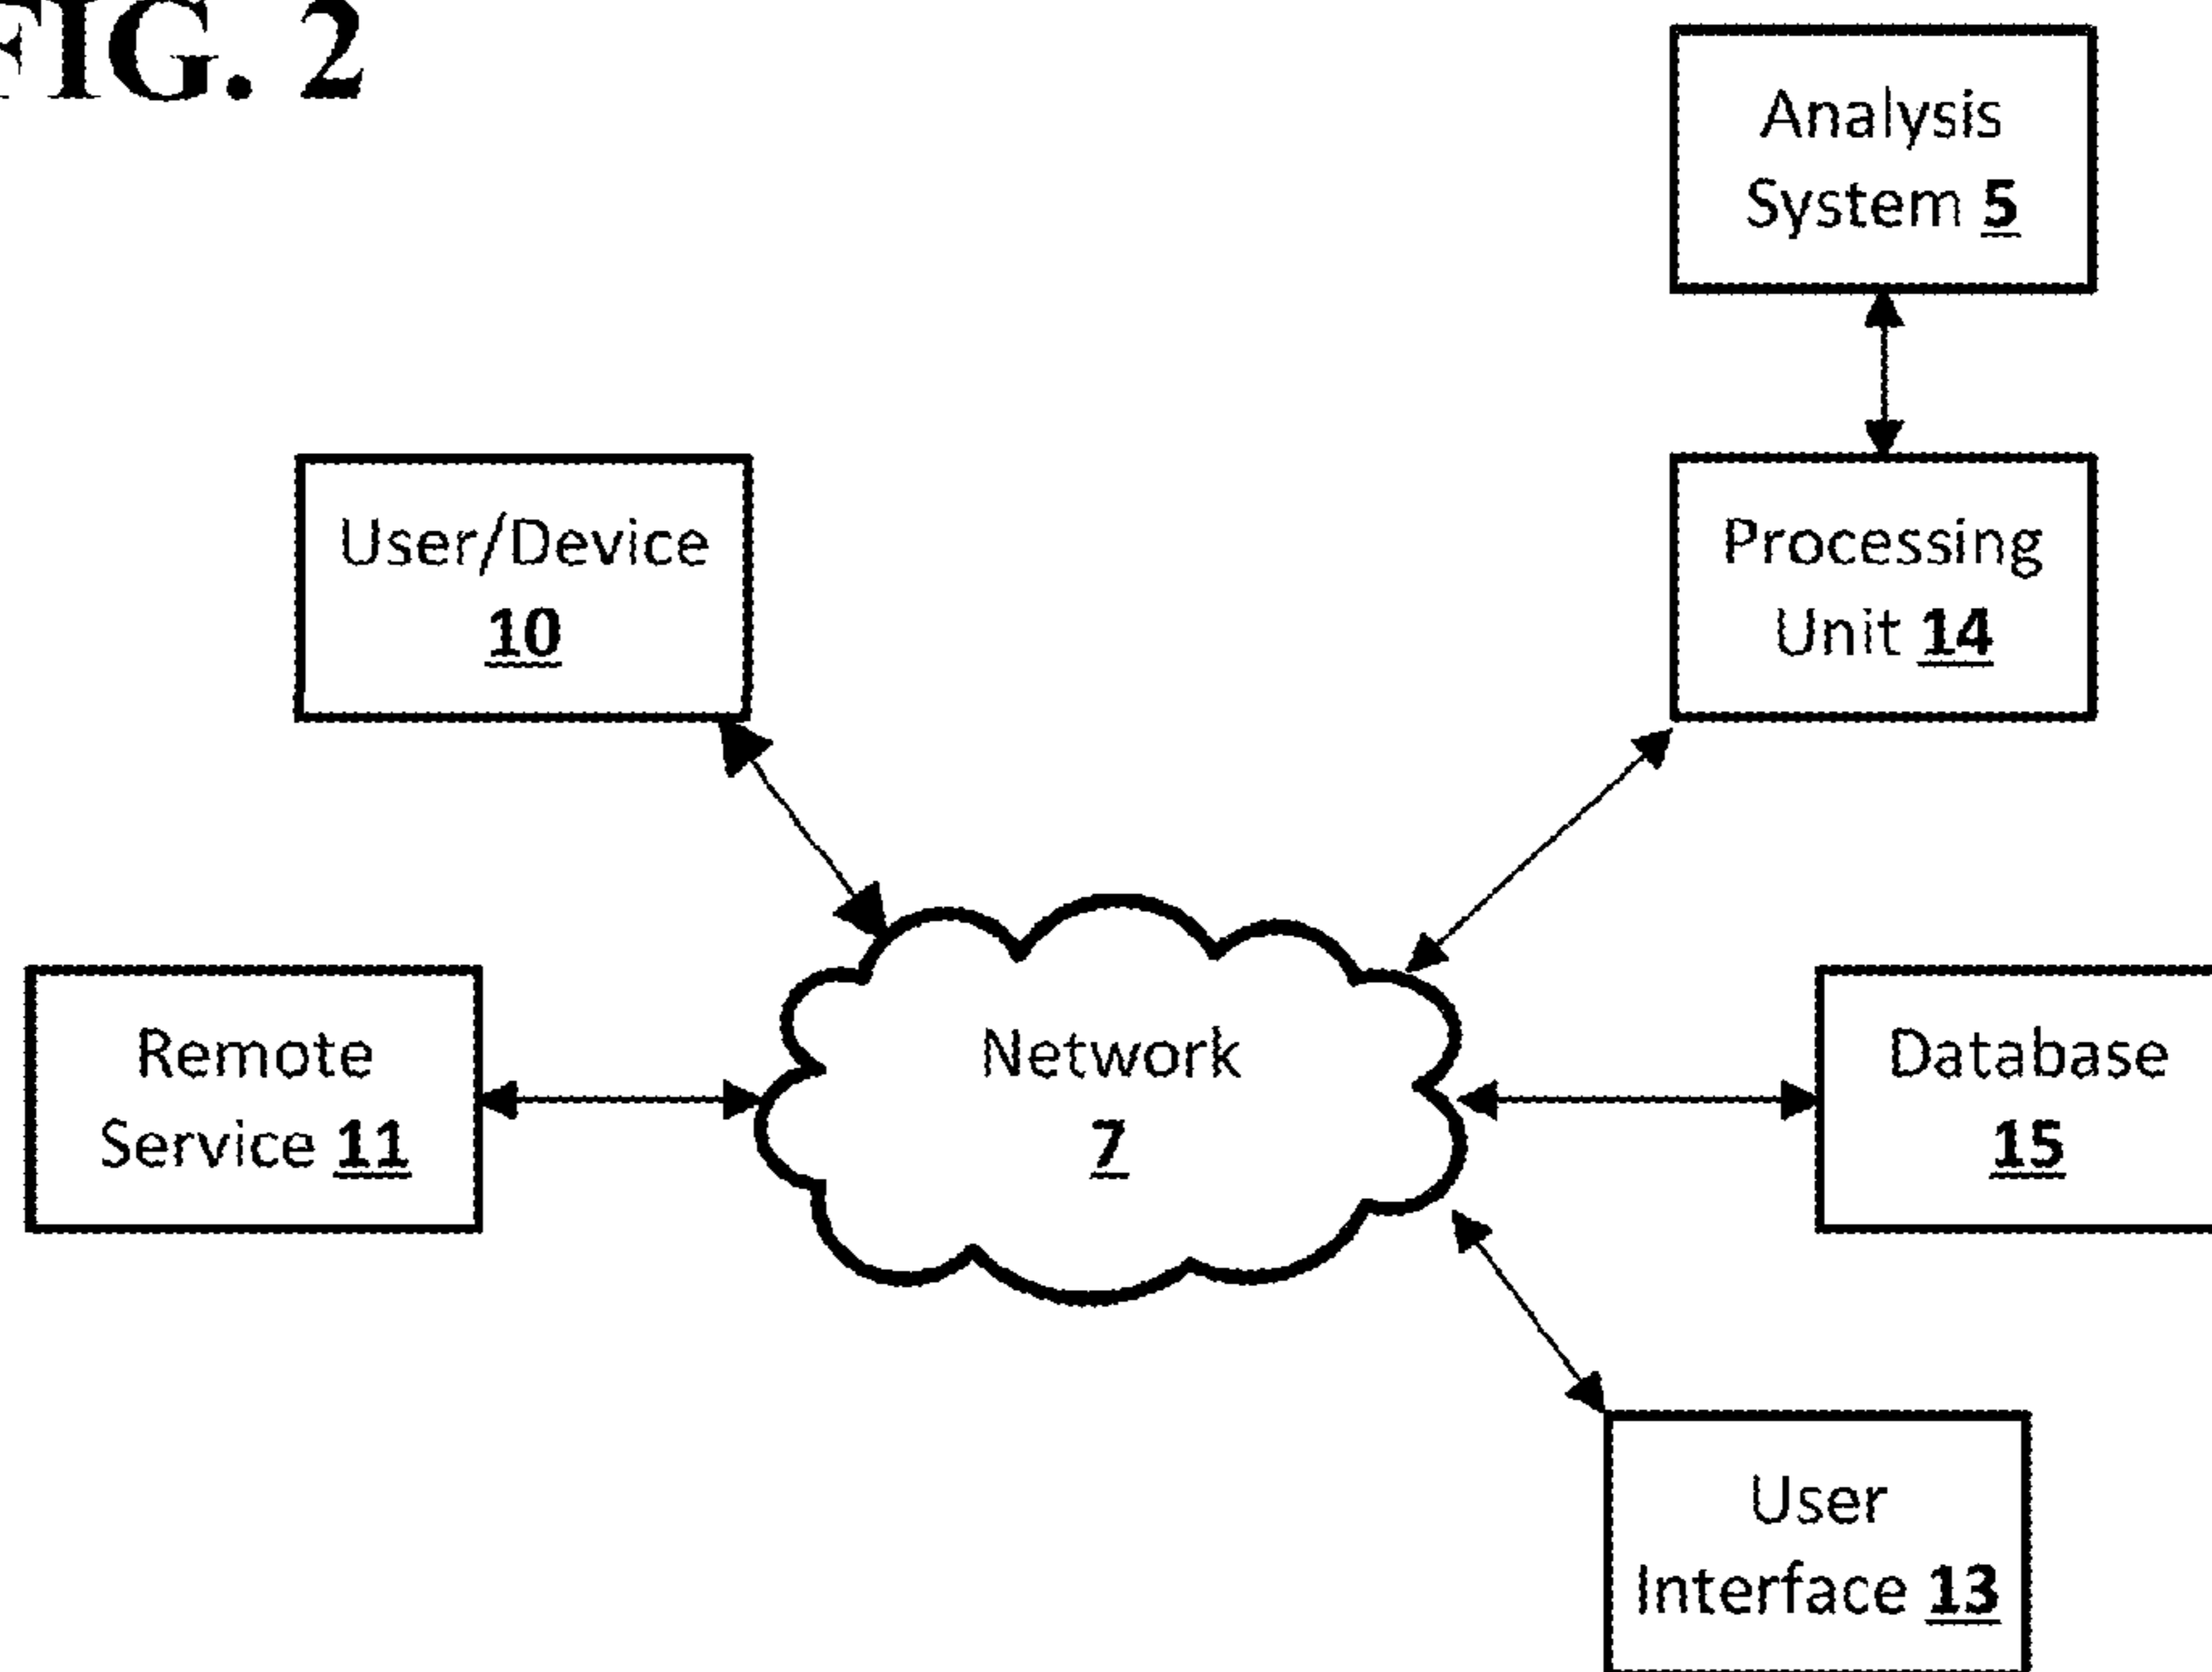 FIG. 2
Analysis
System 5
User/Device
10
Processing
Unit 14
Remote
Service 11
Network
7
Database
15
User
Interface 13